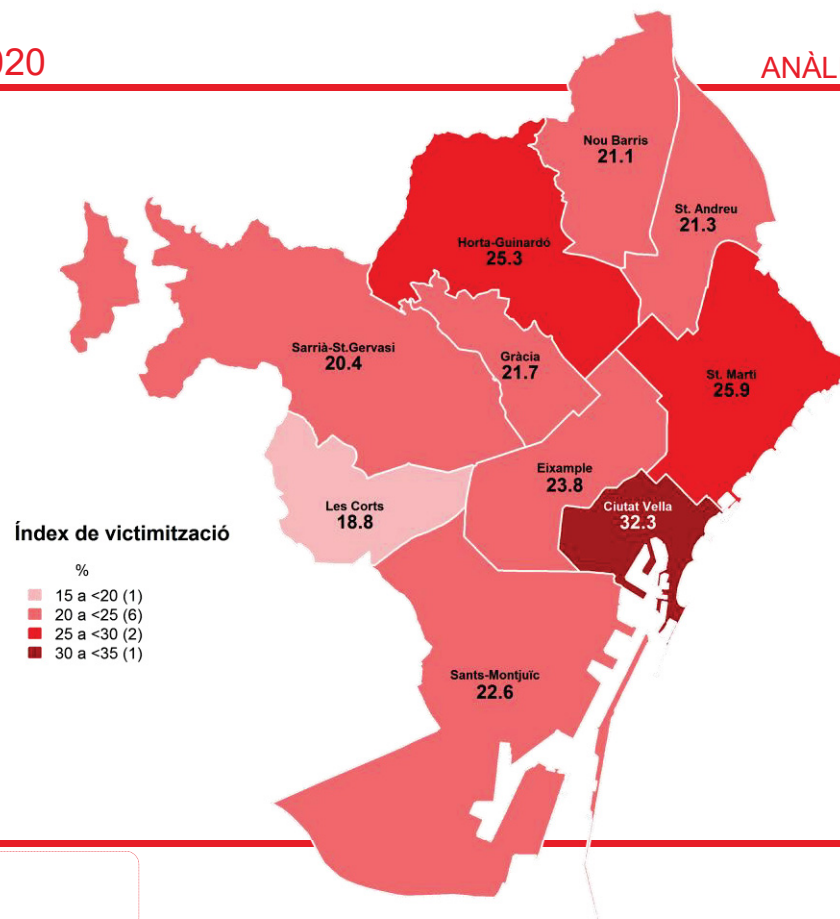 020
ANÀL
Nou Barris
21.1
St. Andreu
21.3
Horta-Guinardó
25.3
Sarrià-St.Gervasi
20.4
Gràcia
21.7
St. Martí
25.9
Eixample
23.8
Les Corts
18.8
Ciutat Vella
32.3
Índex de victimització
%
15 a <20 (1)
20 a <25 (6)
25 a <30 (2)
30 a <35 (1)
Sants-Montjuïc
22.6